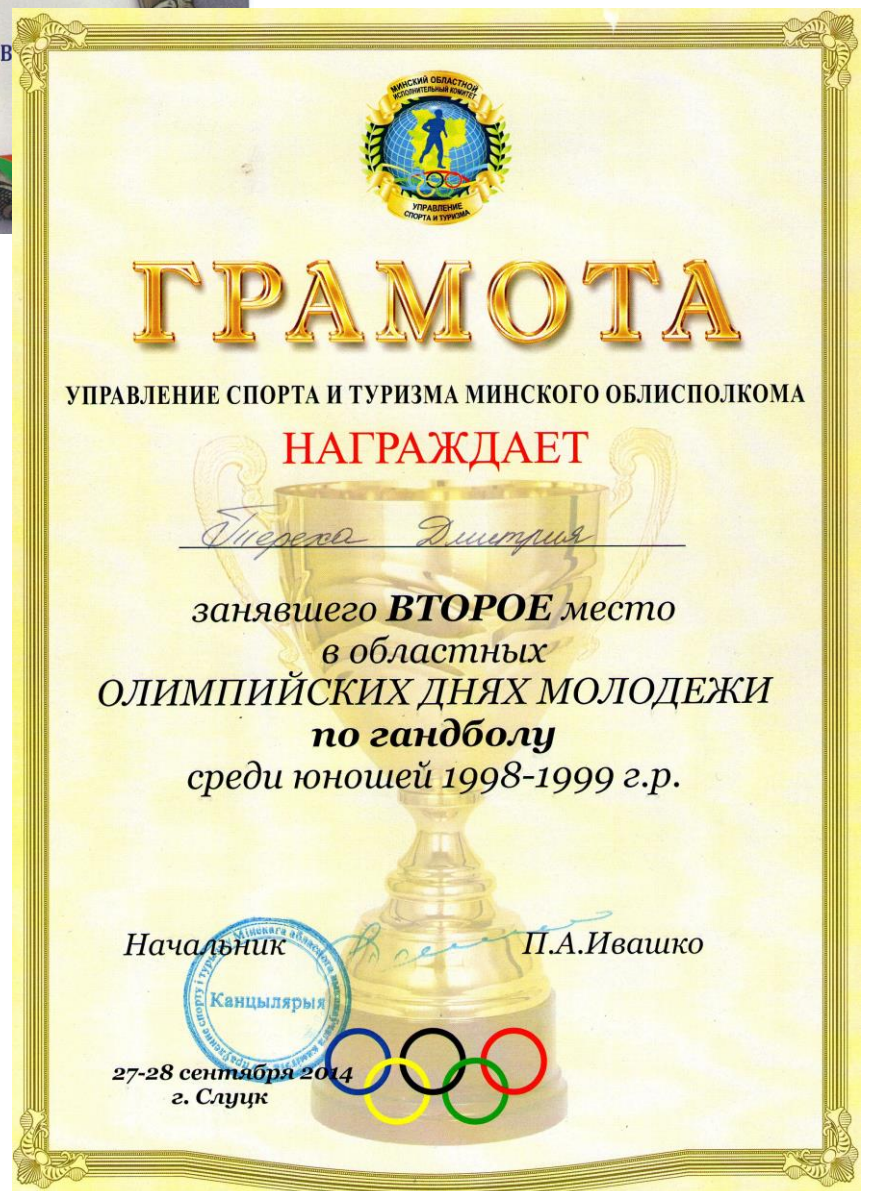 В
МИНСКИЙ ОБЛАСТНОЙ
ИСПОЛНИТЕЛЬНЫЙ КОМИТЕТ
УПРАВЛЕНИЕ
СПОРТА И ТУРИЗМА
ГРАМОТА
УПРАВЛЕНИЕ СПОРТА И ТУРИЗМА МИНСКОГО ОБЛИСПОЛКОМА
НАГРАЖДАЕТ
Тереха Дмитрия
занявшего ВТОРОЕ место
в областных
ОЛИМПИЙСКИХ ДНЯХ МОЛОДЕЖИ
по гандболу
среди юношей 1998-1999 г.р.
Начальник П.А.Ивашко
Канцылярыя
27-28 сентября 2014
г. Слуцк